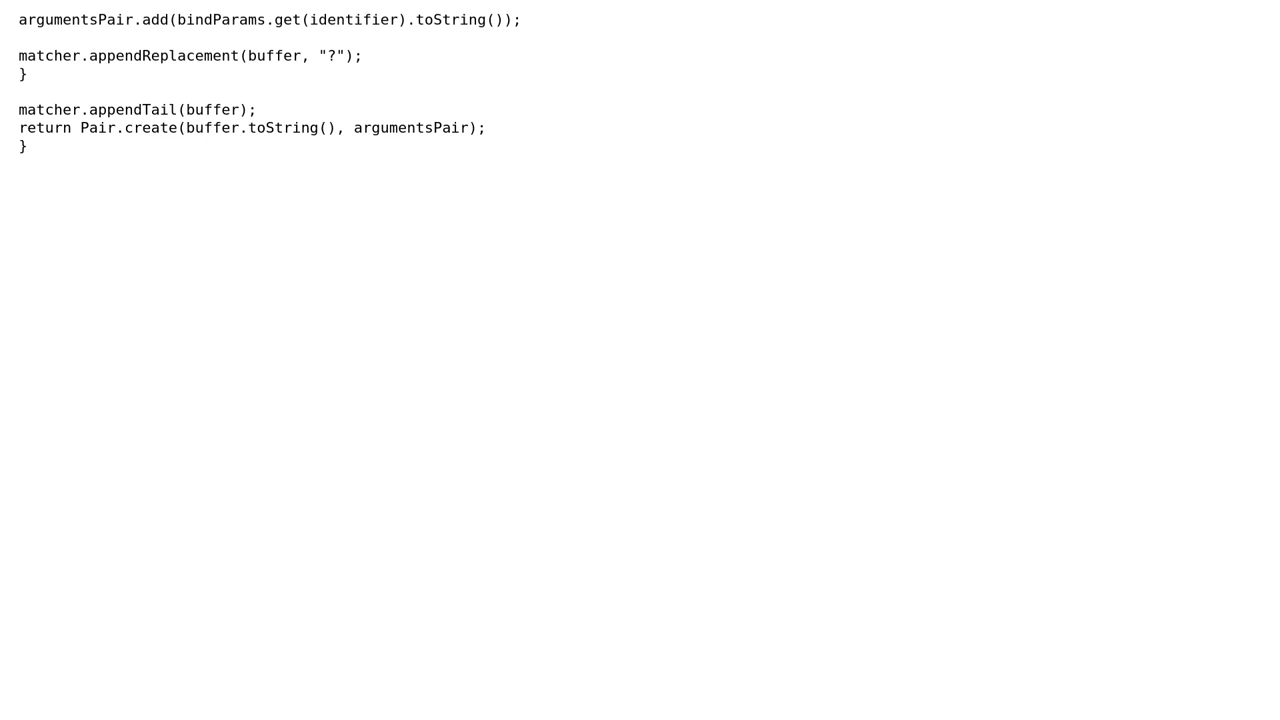 argumentsPair.add(bindParams.get(identifier).toString());
matcher.appendReplacement(buffer, "?");
}
matcher.appendTail(buffer);
return Pair.create(buffer.toString(), argumentsPair);
}